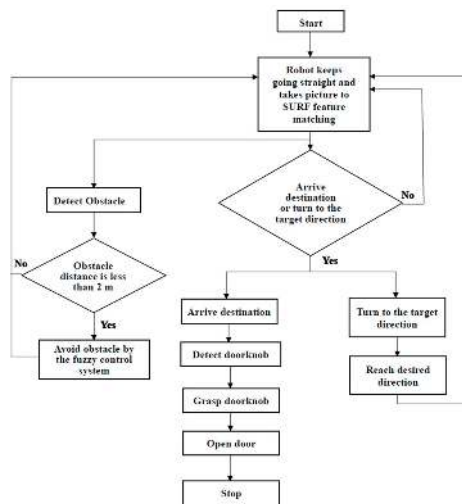 Start
Robot keeps
going straight and
takes picture to
SURF feature
matching
Detect Obstacle
Arrive
destination
or turn to the
target direction
No
No
Obstacle
distance is less
than 2 m
Yes
Yes
Avoid obstacle by
the fuzzy control
system
Arrive destination
Turn to the target
direction
Detect doorknob
Reach desired
direction
Grasp doorknob
Open door
Stop